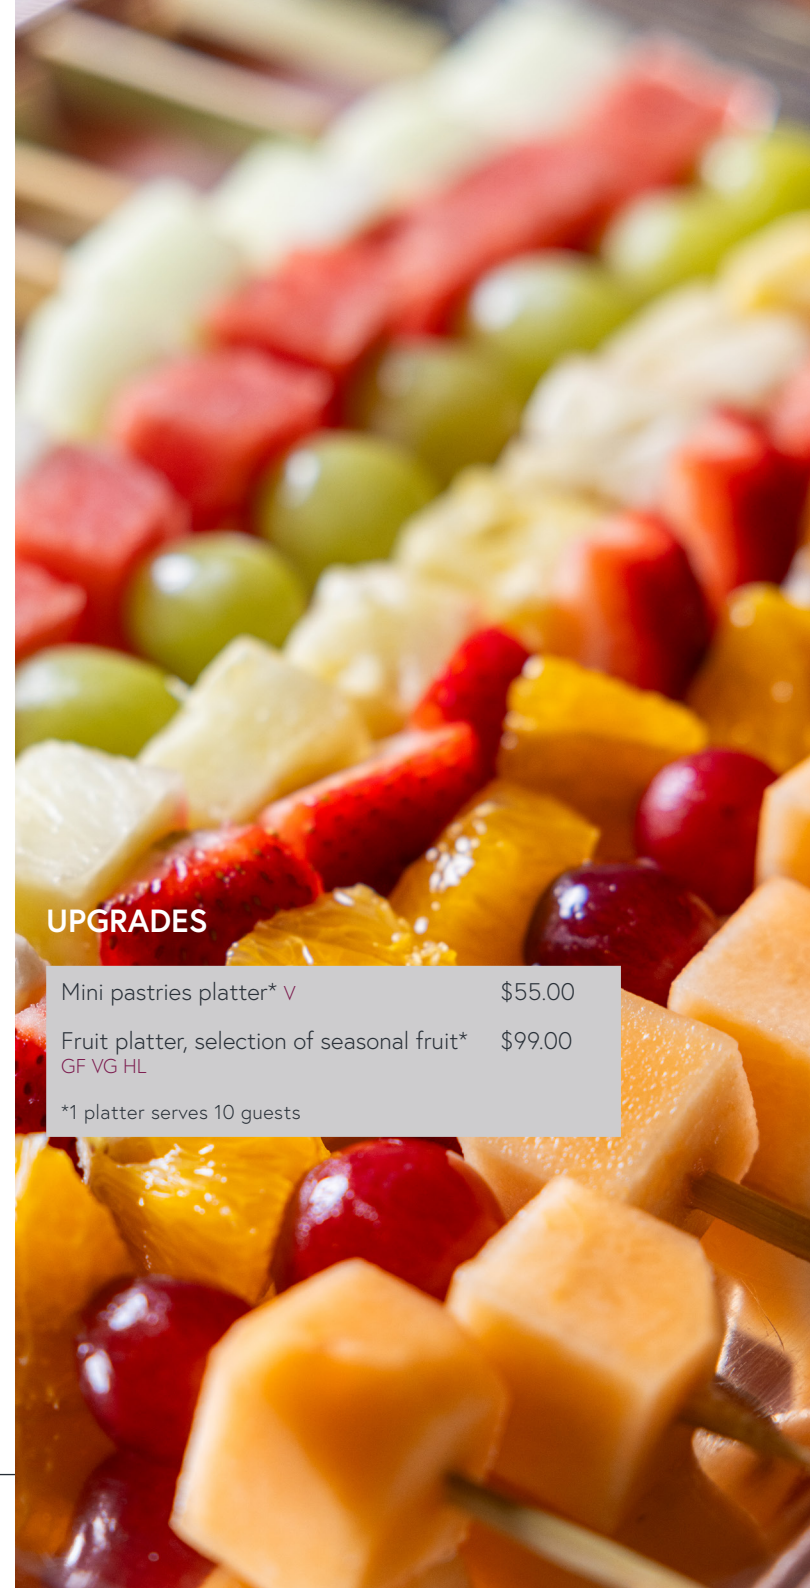 UPGRADES
Mini pastries platter* V $55.00
Fruit platter, selection of seasonal fruit* $99.00
GF VG HL
*1 platter serves 10 guests